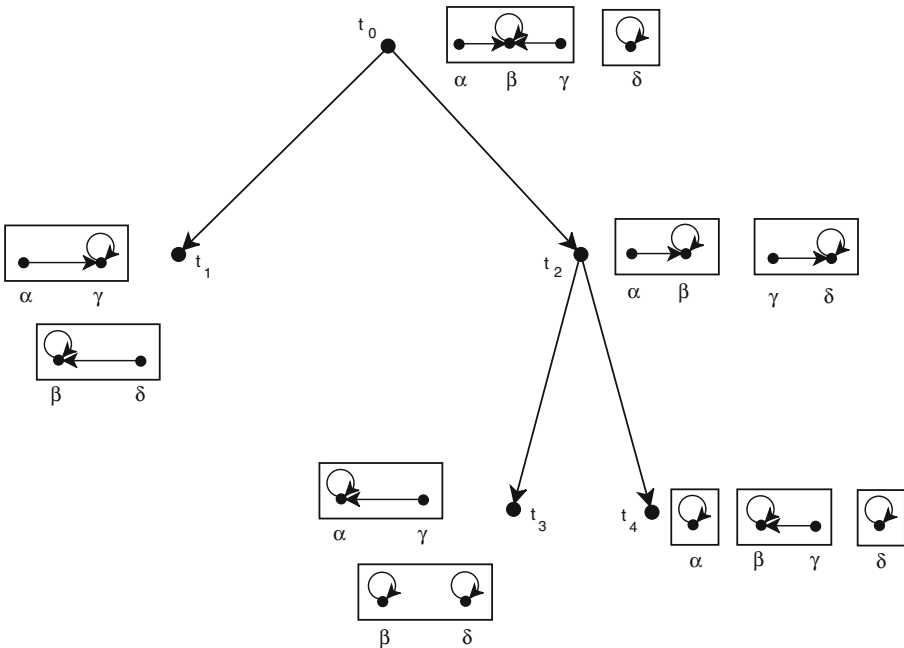 t0
α β γ δ
t1
α γ
β δ
t2
α β γ δ
t3
α γ
β δ
t4
α β γ δ